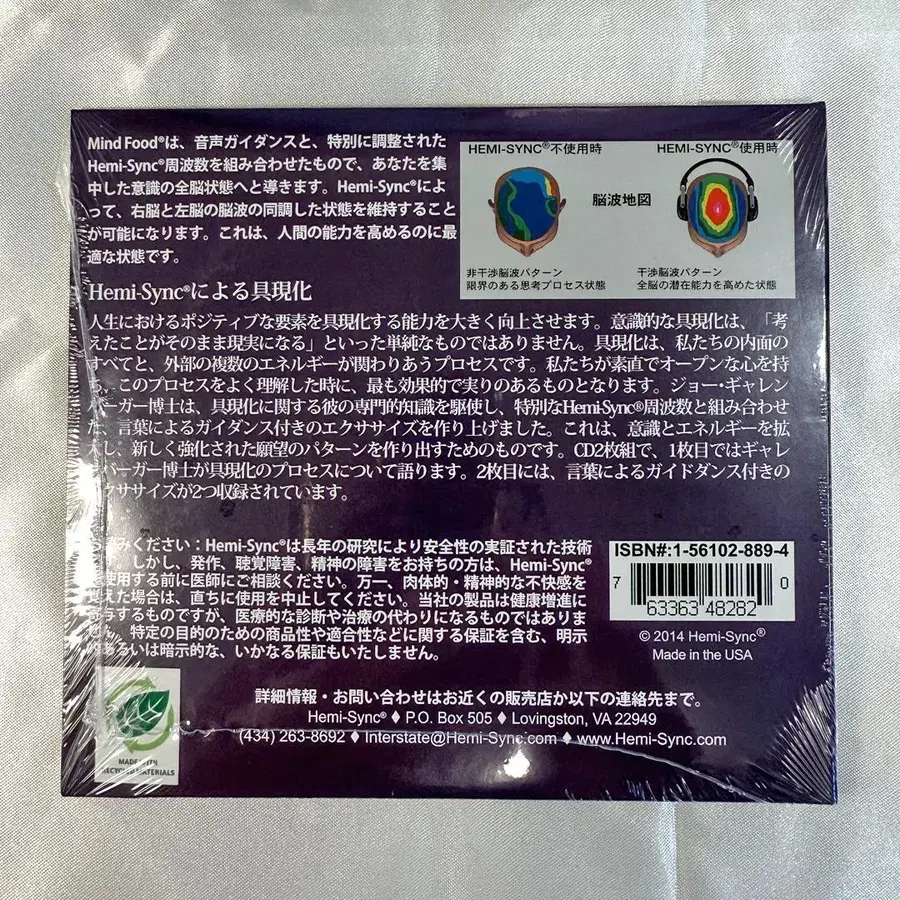 Mind Food®は、音声ガイダンスと、特別に調整された
Hemi-Sync®周波数を組み合わせたもので、あなたを集
中した意識の全脳状態へと導きます。Hemi-Sync®によ
って、右脳と左脳の脳波の同調した状態を維持すること
が可能になります。これは、人間の能力を高めるのに最
適な状態です。
HEMI-SYNC®不使用時
HEMI-SYNC®使用時
脳波地図
非干渉脳波パターン
限界のある思考プロセス状態
干渉脳波パターン
全脳の潜在能力を高めた状態
Hemi-Sync®による具現化
人生におけるポジティブな要素を具現化する能力を大きく向上させます。意識的な具現化は、「考
えたことがそのまま現実になる」といった単純なものではありません。具現化は、私たちの内面の
すべてと、外部の複数のエネルギーが関わりあうプロセスです。私たちが素直でオープンな心を持
ち、このプロセスをよく理解した時に、最も効果的で実りのあるものとなります。ジョー・ギャレン
バーガー博士は、具現化に関する彼の専門的知識を駆使し、特別なHemi-Sync®周波数と組み合わせ
た、言葉によるガイダンス付きのエクササイズを作り上げました。これは、意識とエネルギーを拡
大し、新しく強化された願望のパターンを作り出すためのものです。CD2枚組で、1枚目ではギャレ
ンバーガー博士が具現化のプロセスについて語ります。2枚目には、言葉によるガイドダンス付きの
エクササイズが2つ収録されています。
お読みください：Hemi-Sync®は長年の研究により安全性の実証された技術
です。しかし、発作、聴覚障害、精神の障害をお持ちの方は、Hemi-Sync®
を使用する前に医師にご相談ください。万一、肉体的・精神的な不快感を
覚えた場合は、直ちに使用を中止してください。当社の製品は健康増進に
寄与するものですが、医療的な診断や治療の代わりになるものではありま
せん。特定の目的のための商品性や適合性などに関する保証を含む、明示
的あるいは暗示的な、いかなる保証もいたしません。
ISBN#:1-56102-889-4
7 63363 48282 0
© 2014 Hemi-Sync®
Made in the USA
詳細情報・お問い合わせはお近くの販売店か以下の連絡先まで。
Hemi-Sync® ♦ P.O. Box 505 ♦ Lovingston, VA 22949
(434) 263-8692 ♦ Interstate@Hemi-Sync.com ♦ www.Hemi-Sync.com
MADE WITH
RECYCLED MATERIALS